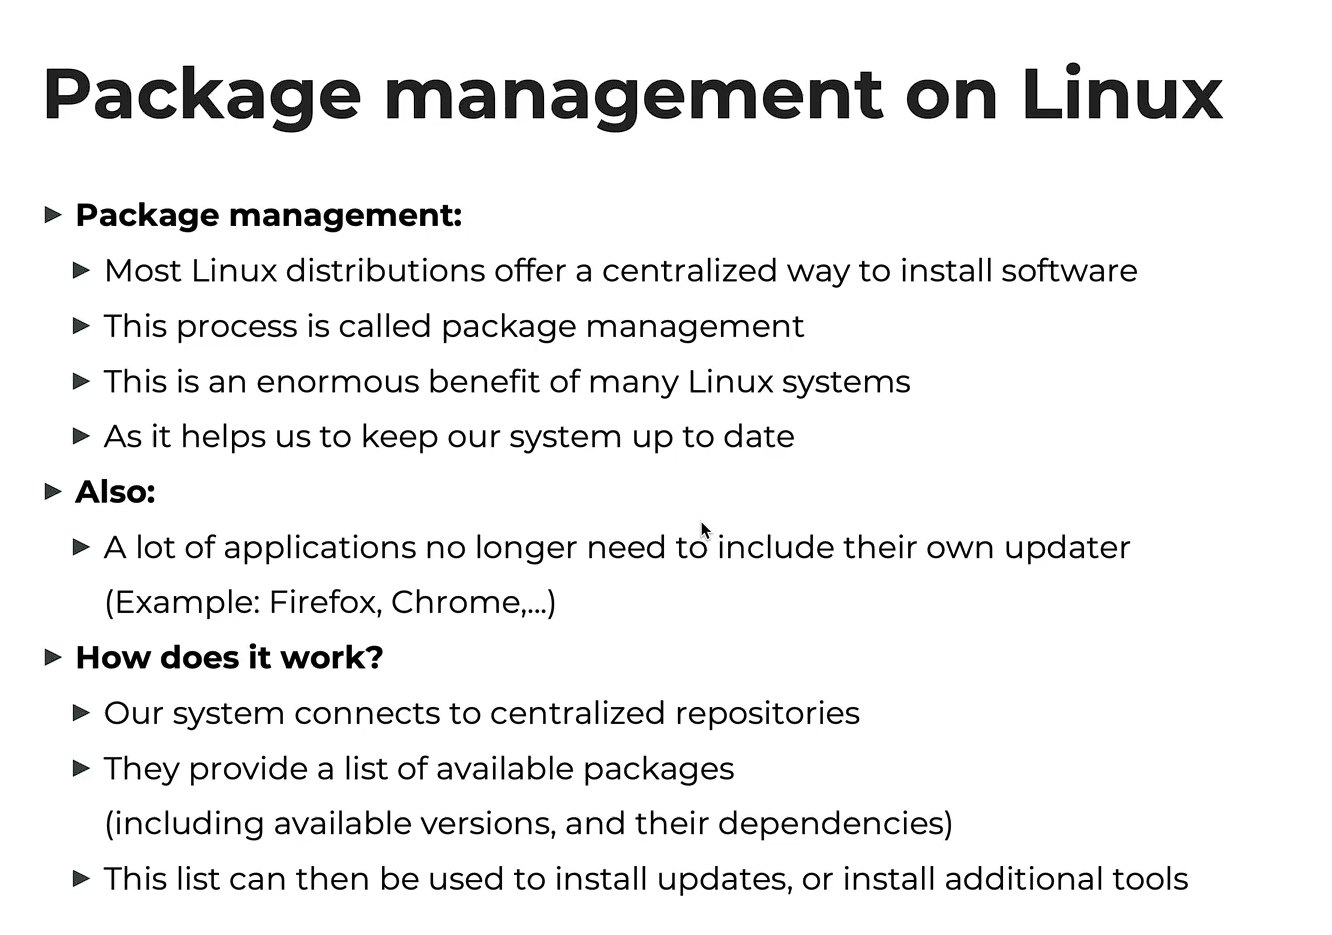 Package management on Linux
Package management:
Most Linux distributions offer a centralized way to install software
This process is called package management
This is an enormous benefit of many Linux systems
As it helps us to keep our system up to date
Also:
A lot of applications no longer need to include their own updater
(Example: Firefox, Chrome,...)
How does it work?
Our system connects to centralized repositories
They provide a list of available packages
(including available versions, and their dependencies)
This list can then be used to install updates, or install additional tools